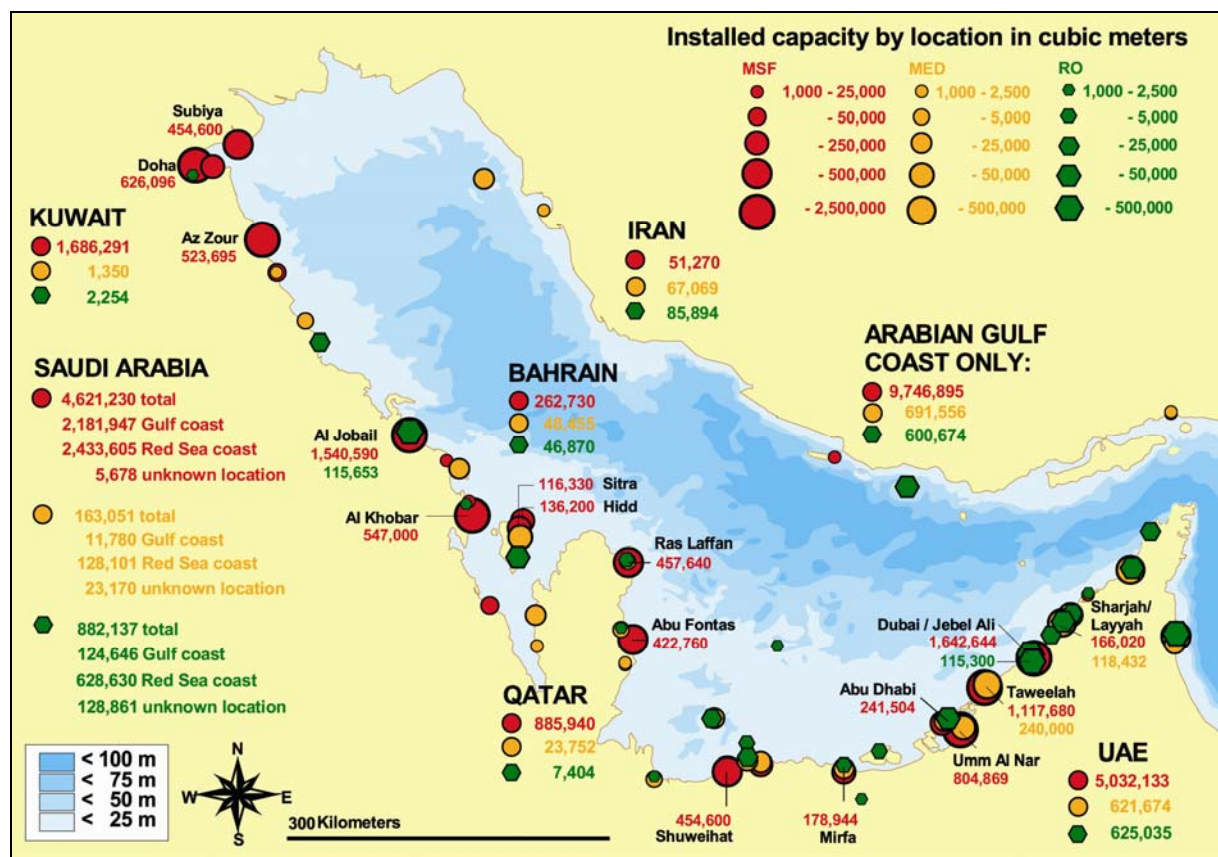 Installed capacity by location in cubic meters
MSF
1,000 - 25,000
- 50,000
- 250,000
- 500,000
- 2,500,000
MED
1,000 - 2,500
- 5,000
- 25,000
- 50,000
- 500,000
RO
1,000 - 2,500
- 5,000
- 25,000
- 50,000
- 500,000
Subiya
454,600
Doha
626,096
KUWAIT
1,686,291
1,350
2,254
Az Zour
523,695
IRAN
51,270
67,069
85,894
ARABIAN GULF
COAST ONLY:
9,746,895
691,556
600,674
SAUDI ARABIA
4,621,230 total
2,181,947 Gulf coast
2,433,605 Red Sea coast
5,678 unknown location
163,051 total
11,780 Gulf coast
128,101 Red Sea coast
23,170 unknown location
882,137 total
124,646 Gulf coast
628,630 Red Sea coast
128,861 unknown location
BAHRAIN
262,730
48,455
46,870
Al Jobail
1,540,590
115,653
116,330 Sitra
136,200 Hidd
Al Khobar
547,000
Ras Laffan
457,640
Abu Fontas
422,760
QATAR
885,940
23,752
7,404
Dubai / Jebel Ali
1,642,644
115,300
Sharjah/
Layyah
166,020
118,432
Abu Dhabi
241,504
Taweelah
1,117,680
240,000
Umm Al Nar
804,869
UAE
5,032,133
621,674
625,035
454,600
Shuweihat
178,944
Mirfa
< 100 m
< 75 m
< 50 m
< 25 m
N
W E
S
300 Kilometers